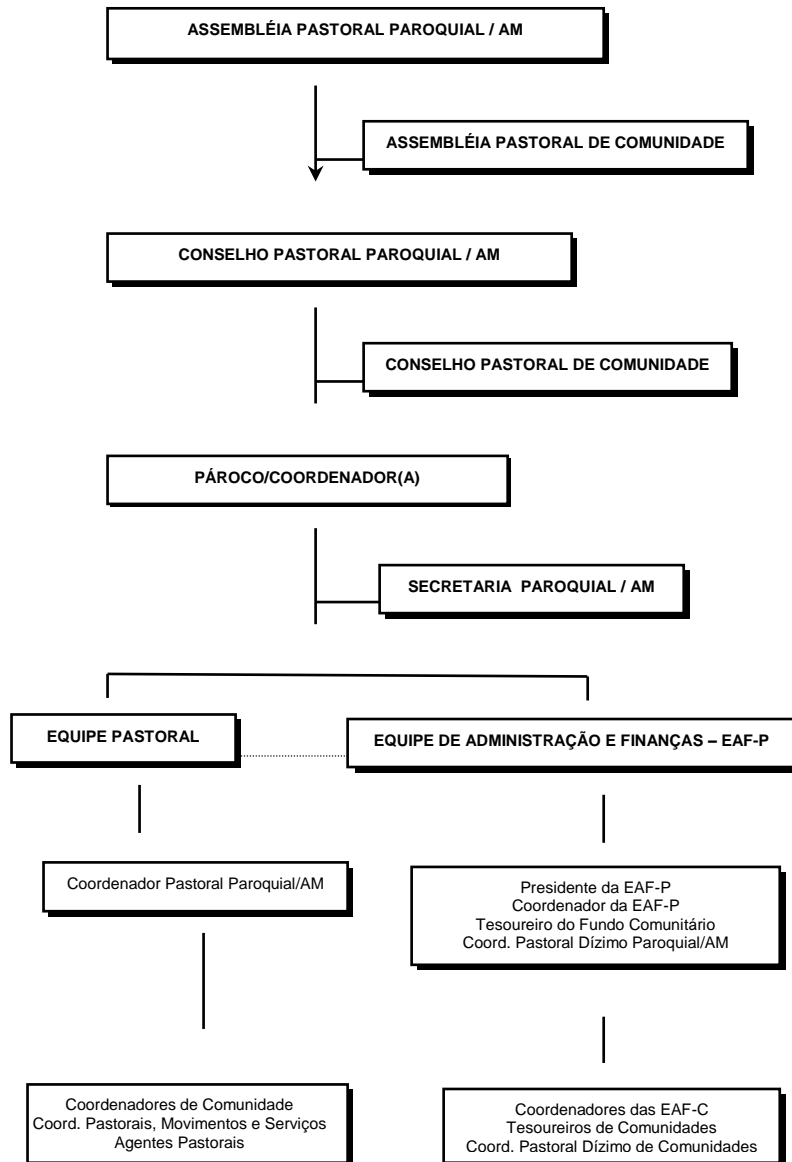 ASSEMBLÉIA PASTORAL PAROQUIAL / AM
ASSEMBLÉIA PASTORAL DE COMUNIDADE
CONSELHO PASTORAL PAROQUIAL / AM
CONSELHO PASTORAL DE COMUNIDADE
PÁROCO/COORDENADOR(A)
SECRETARIA PAROQUIAL / AM
EQUIPE PASTORAL
EQUIPE DE ADMINISTRAÇÃO E FINANÇAS – EAF-P
Coordenador Pastoral Paroquial/AM
Presidente da EAF-P
Coordenador da EAF-P
Tesoureiro do Fundo Comunitário
Coord. Pastoral Dízimo Paroquial/AM
Coordenadores de Comunidade
Coord. Pastorais, Movimentos e Serviços
Agentes Pastorais
Coordenadores das EAF-C
Tesoureiros de Comunidades
Coord. Pastoral Dízimo de Comunidades